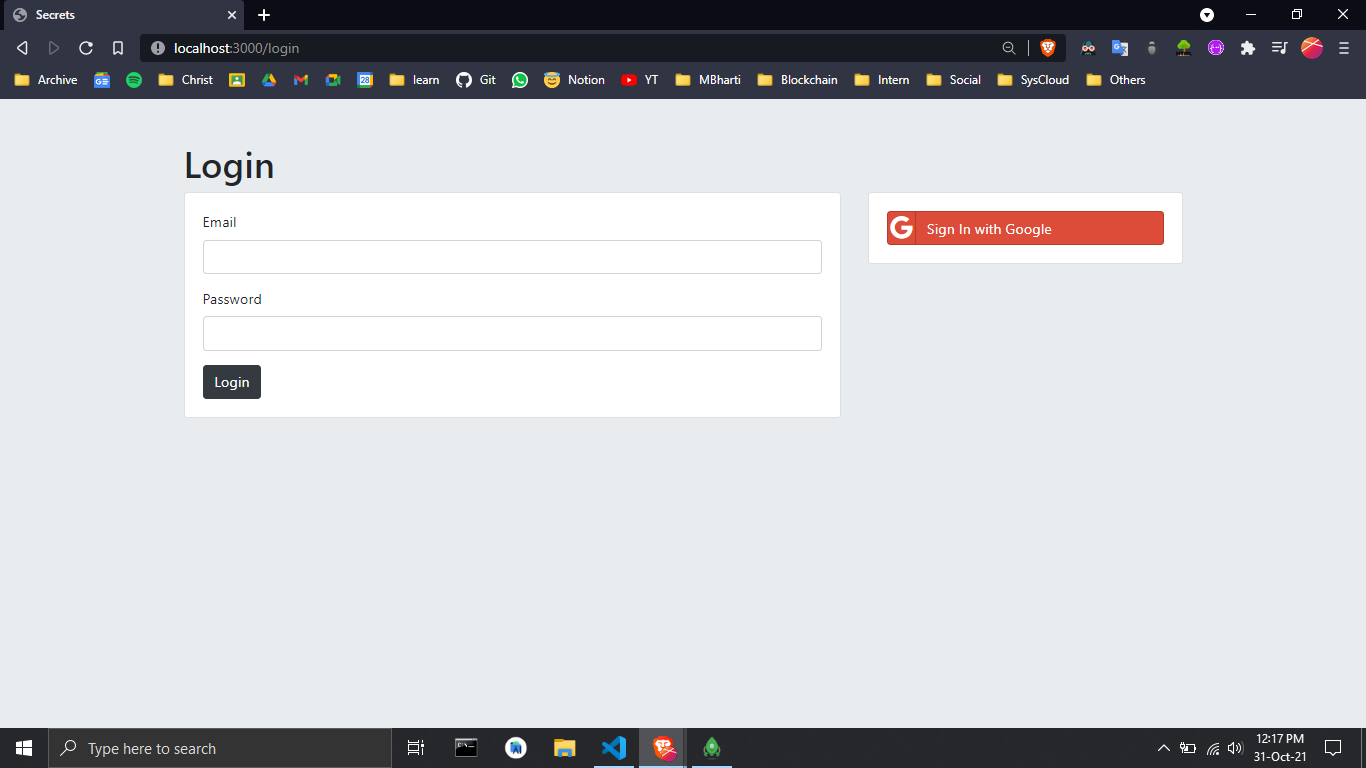 Secrets
localhost:3000/login
Archive Christ 28 learn Git Notion YT MBharti Blockchain Intern Social SysCloud Others
Login
Email
Password
Login
G Sign In with Google
Type here to search
12:17 PM
31-Oct-21